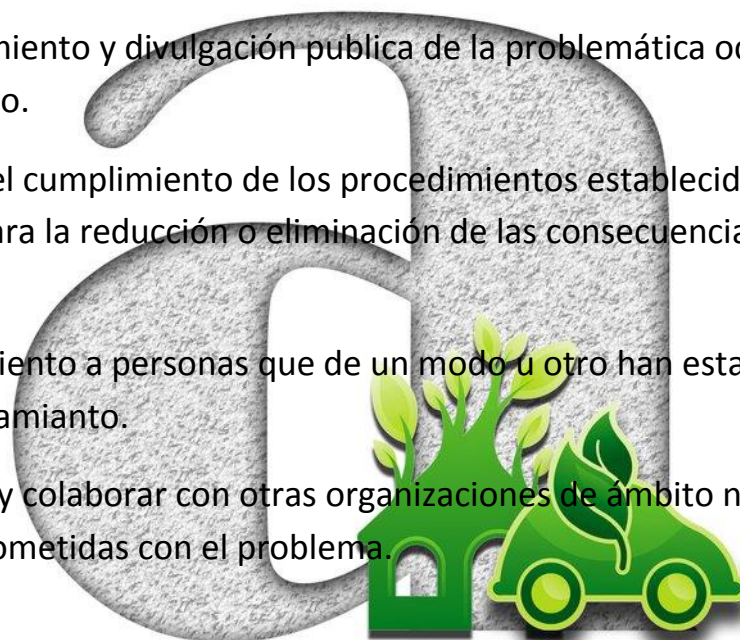 miento y divulgación publica de la problemática oc
o.
el cumplimiento de los procedimientos establecid
ara la reducción o eliminación de las consecuencia
iento a personas que de un modo u otro han esta
amianto.
y colaborar con otras organizaciones de ámbito n
ometidas con el problema.
a